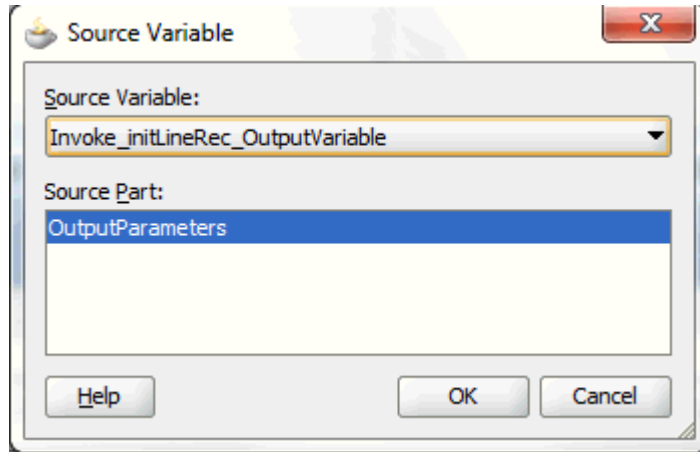 Source Variable
Source Variable:
Invoke_initLineRec_OutputVariable
Source Part:
OutputParameters
Help OK Cancel